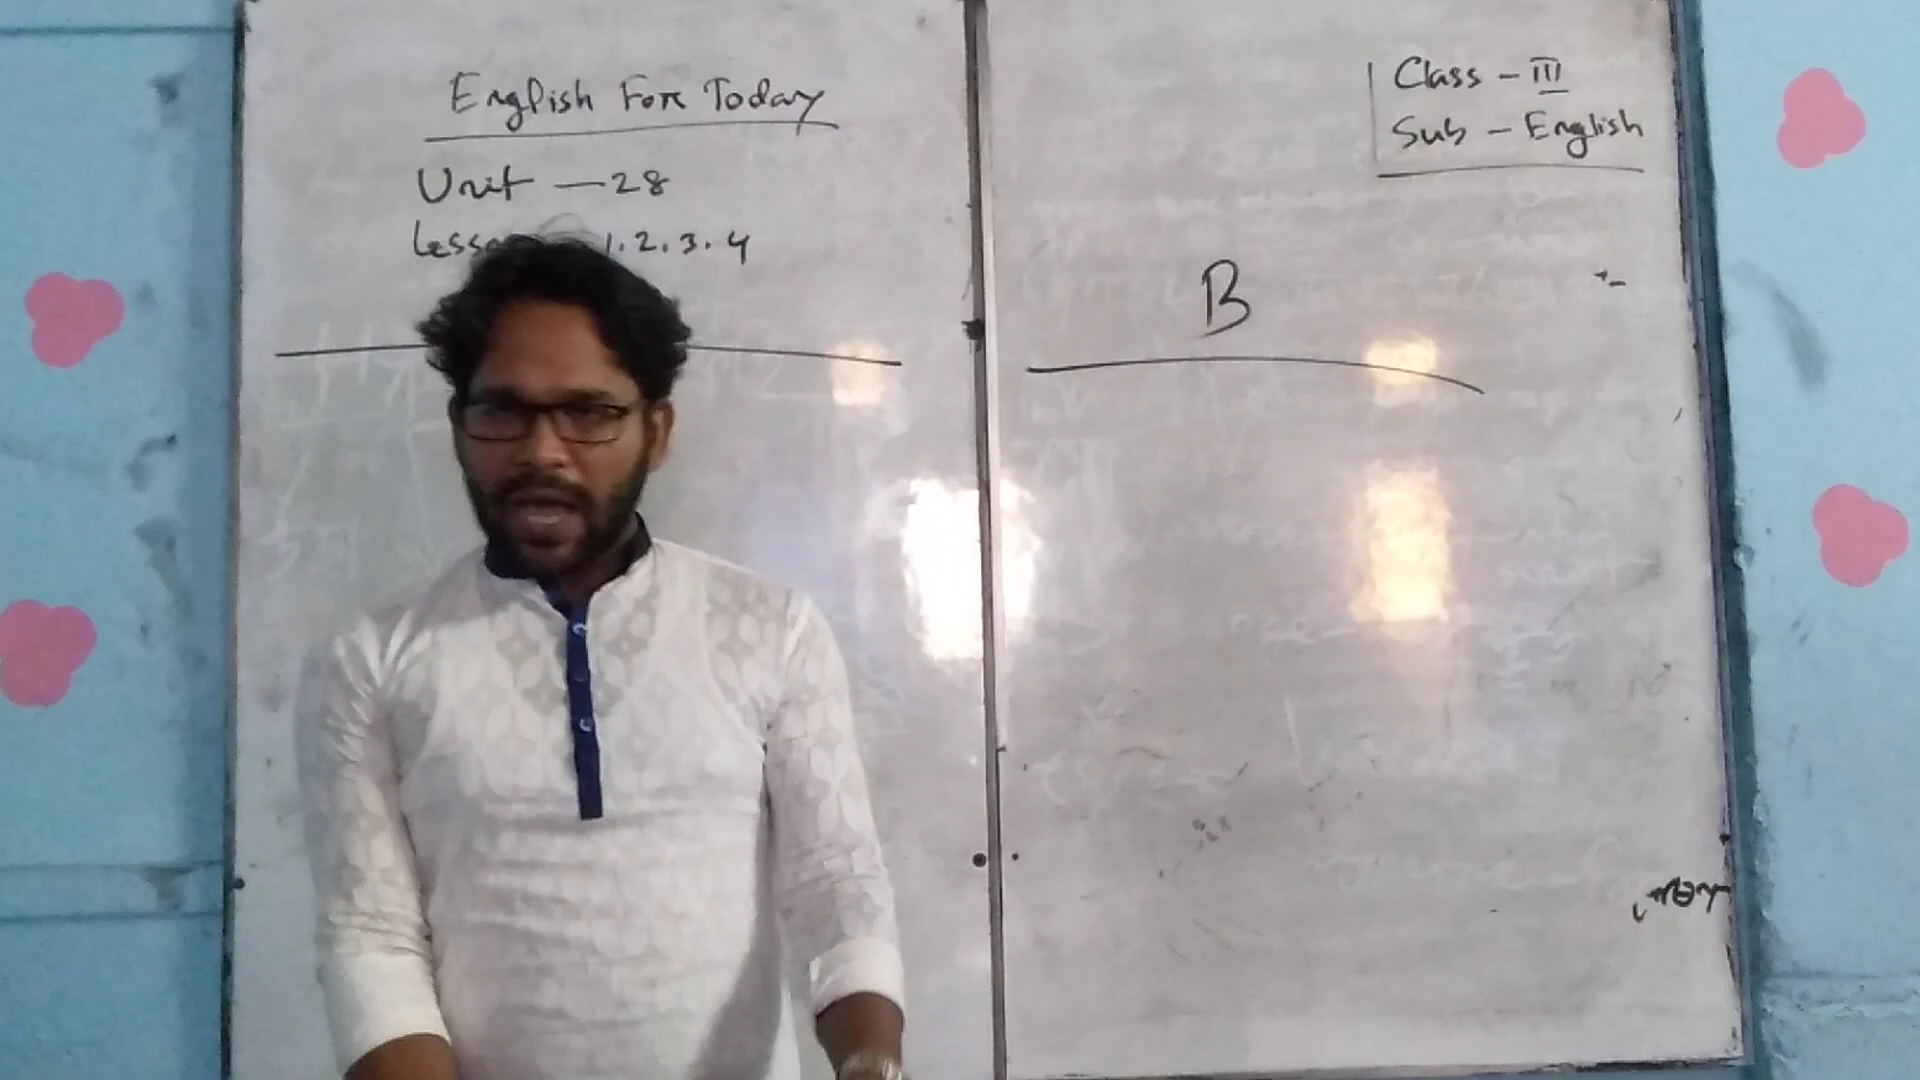 English For Today
Unit — 28
1. 2. 3. 4
Class - III
Sub - English
B